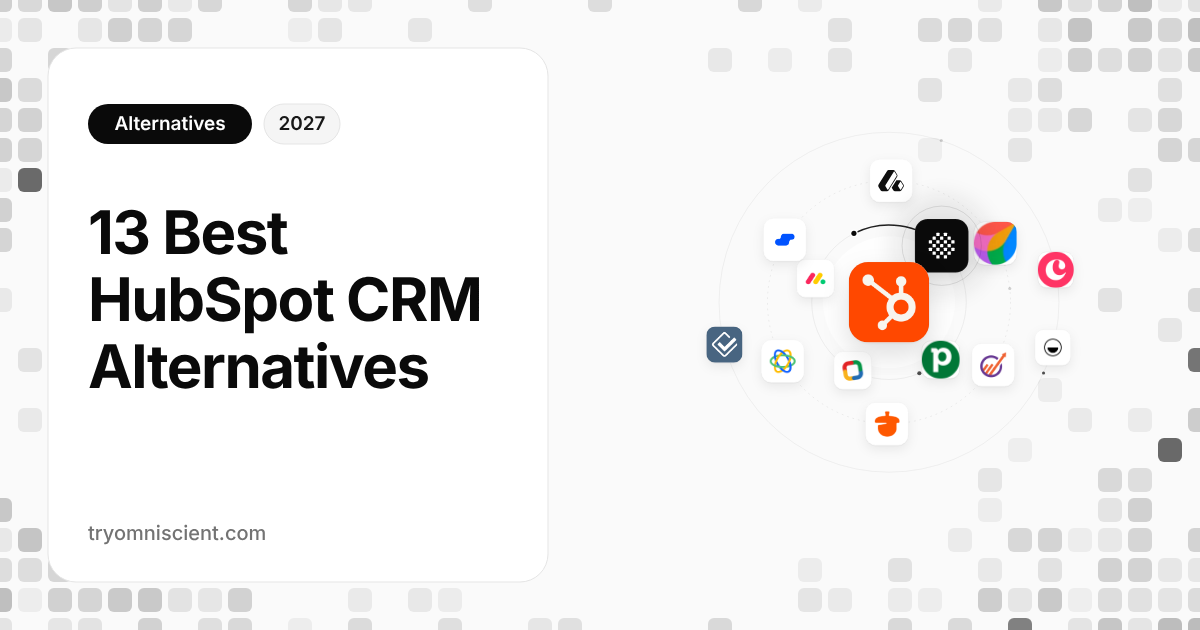 Alternatives
2027
13 Best
HubSpot CRM
Alternatives
tryomniscient.com